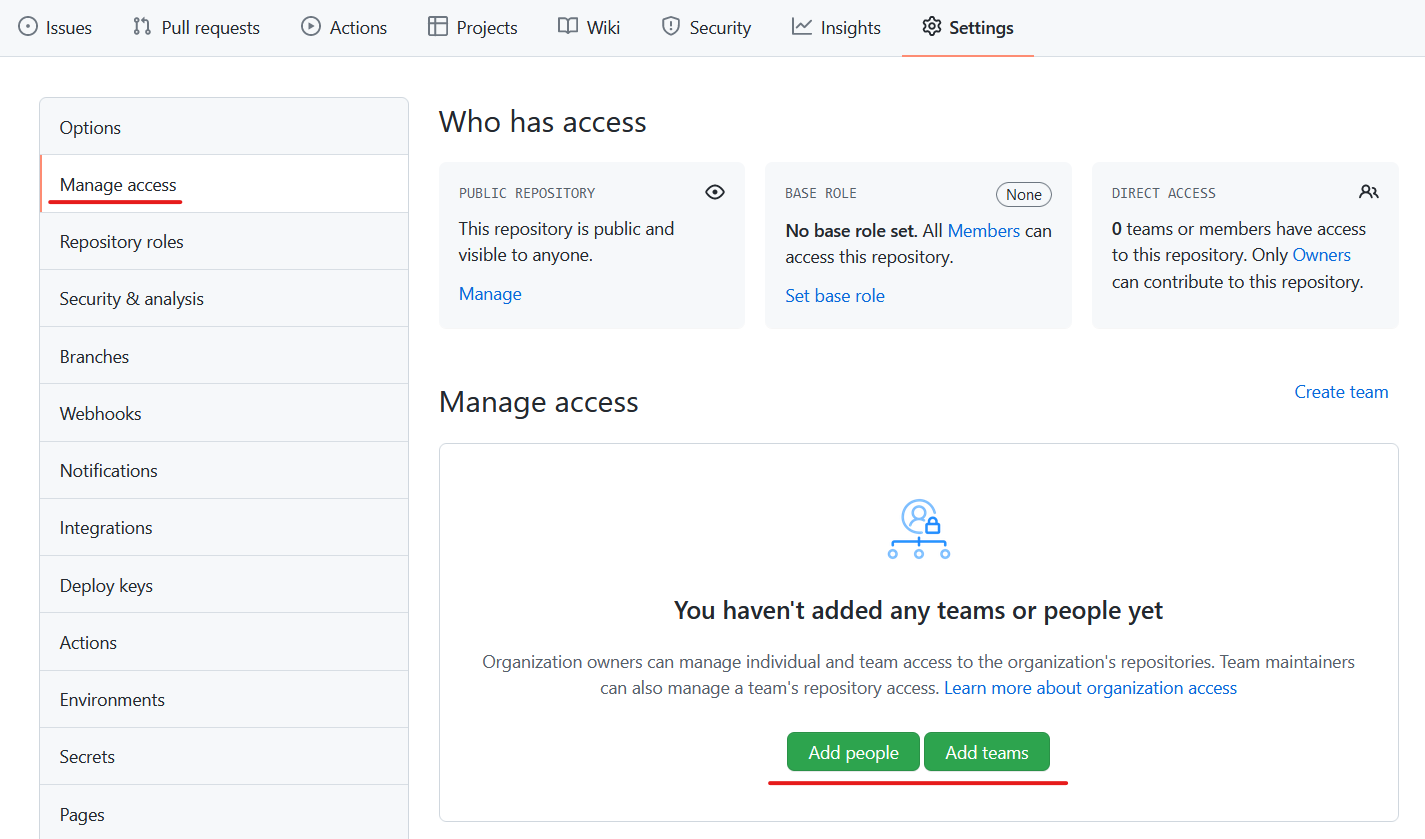 Issues
Pull requests
Actions
Projects
Wiki
Security
Insights
Settings
Options
Manage access
Repository roles
Security & analysis
Branches
Webhooks
Notifications
Integrations
Deploy keys
Actions
Environments
Secrets
Pages
Who has access
PUBLIC REPOSITORY
This repository is public and
visible to anyone.
Manage
BASE ROLE
None
No base role set. All Members can
access this repository.
Set base role
DIRECT ACCESS
0 teams or members have access
to this repository. Only Owners
can contribute to this repository.
Manage access
Create team
You haven't added any teams or people yet
Organization owners can manage individual and team access to the organization's repositories. Team maintainers
can also manage a team's repository access. Learn more about organization access
Add people
Add teams